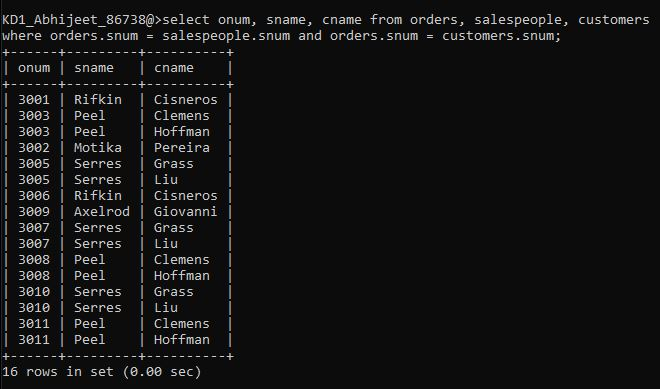 KD1_Abhijeet_86738@>select onum, sname, cname from orders, salespeople, customers
where orders.snum = salespeople.snum and orders.snum = customers.snum;
+------+---------+----------+
| onum | sname   | cname    |
+------+---------+----------+
| 3001 | Rifkin  | Cisneros |
| 3003 | Peel    | Clemens  |
| 3003 | Peel    | Hoffman  |
| 3002 | Motika  | Pereira  |
| 3005 | Serres  | Grass    |
| 3005 | Serres  | Liu      |
| 3006 | Rifkin  | Cisneros |
| 3009 | Axelrod | Giovanni |
| 3007 | Serres  | Grass    |
| 3007 | Serres  | Liu      |
| 3008 | Peel    | Clemens  |
| 3008 | Peel    | Hoffman  |
| 3010 | Serres  | Grass    |
| 3010 | Serres  | Liu      |
| 3011 | Peel    | Clemens  |
| 3011 | Peel    | Hoffman  |
+------+---------+----------+
16 rows in set (0.00 sec)